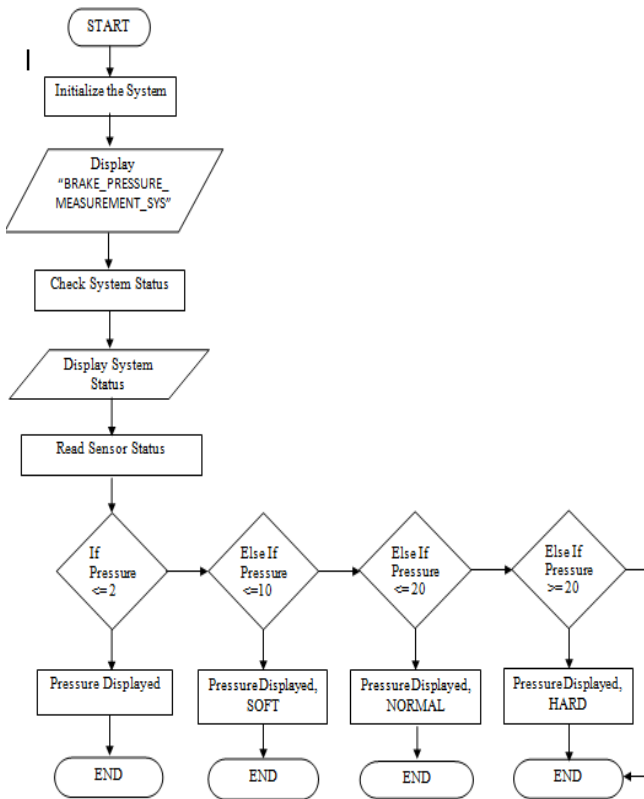 START
Initialize the System
Display
“BRAKE_PRESSURE_
MEASUREMENT_SYS”
Check System Status
Display System
Status
Read Sensor Status
If
Pressure
<=2
Else If
Pressure
<=10
Else If
Pressure
<=20
Else If
Pressure
>=20
Pressure Displayed
Pressure Displayed,
SOFT
Pressure Displayed,
NORMAL
Pressure Displayed,
HARD
END
END
END
END